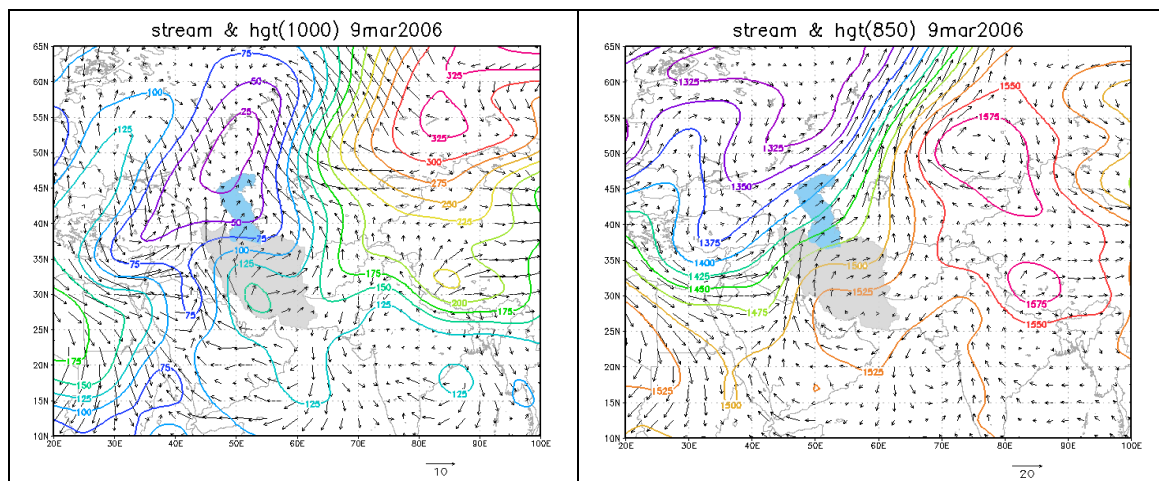 stream & hgt(1000) 9mar2006
65N
60N
55N
50N
45N
40N
35N
30N
25N
20N
15N
10N
20E 30E 40E 50E 60E 70E 80E 90E 100E
75
325
50
100
25
125
325
300
275
50
250
225
75
100
75
125
175
150
200
75
125
175
175
150
125
75
125
125
100
10
stream & hgt(850) 9mar2006
65N
60N
55N
50N
45N
40N
35N
30N
25N
20N
15N
10N
20E 30E 40E 50E 60E 70E 80E 90E 100E
1325
1550
1575
1325
1350
1375
1400
1500
1425
1450
1525
1575
1475
1550
1525
1525
1500
20